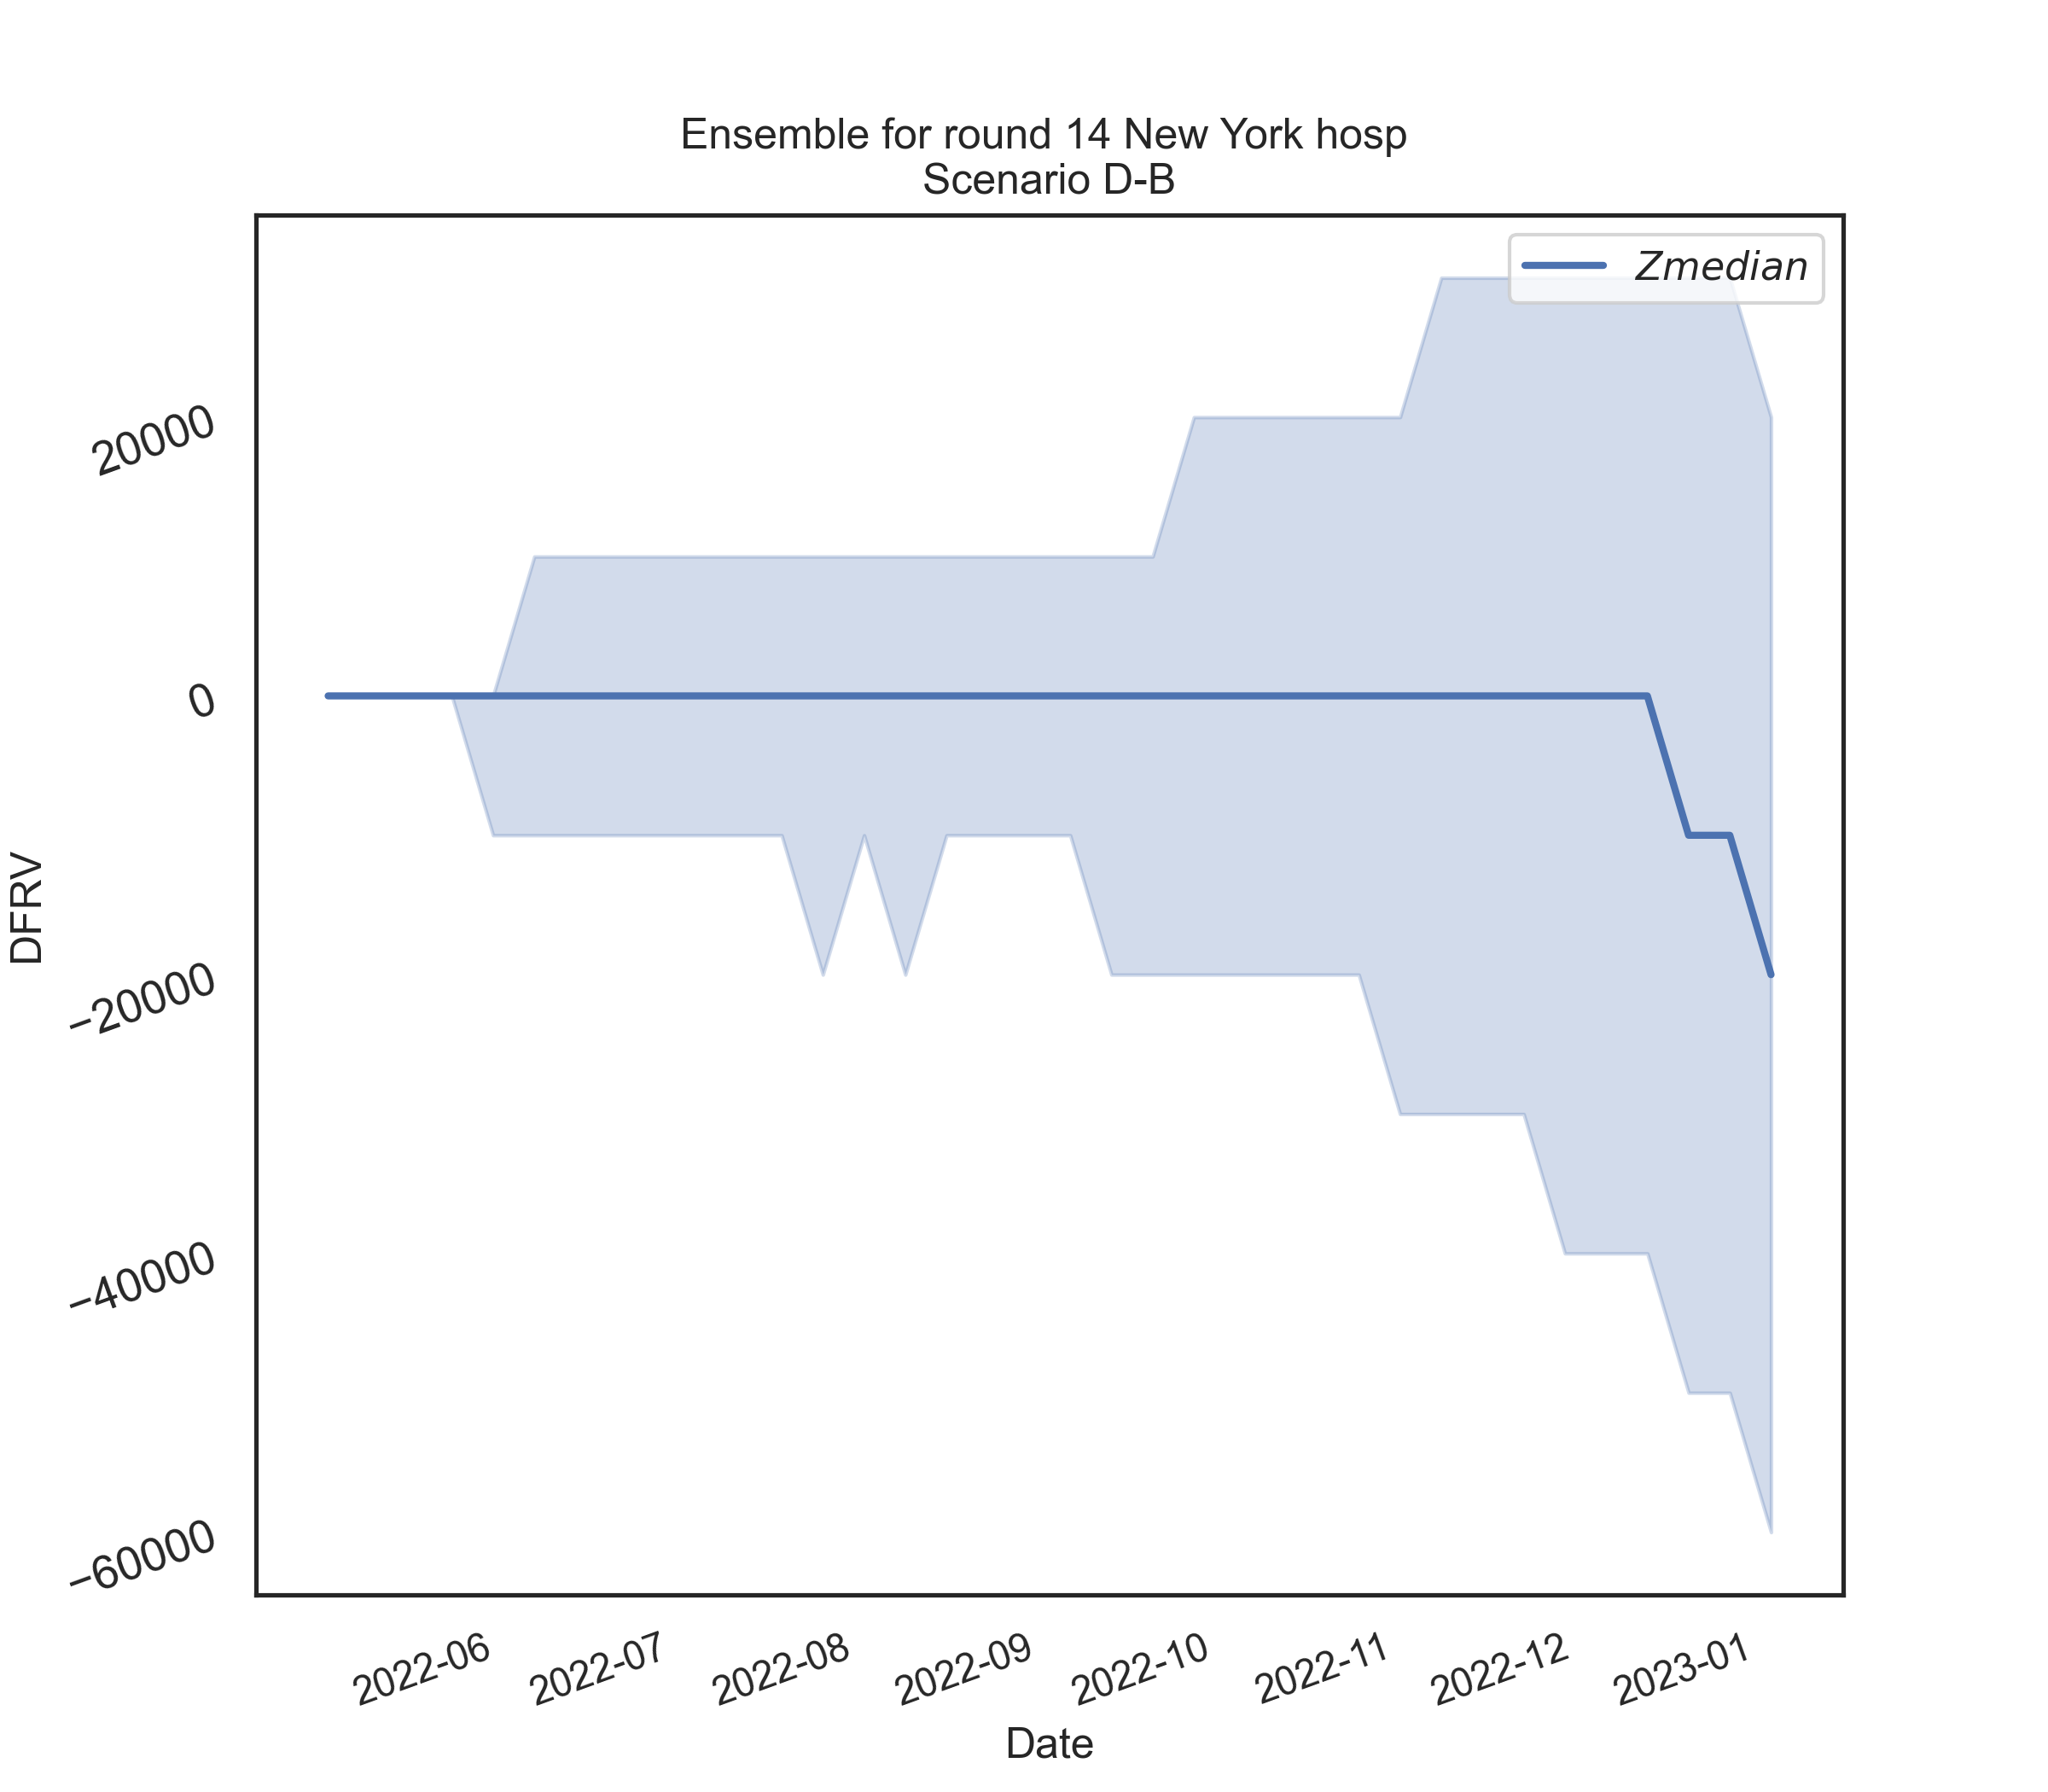 Ensemble for round 14 New York hosp
Scenario D-B
Zmedian
20000
0
−20000
−40000
−60000
DFRV
2022-06
2022-07
2022-08
2022-09
2022-10
2022-11
2022-12
2023-01
Date